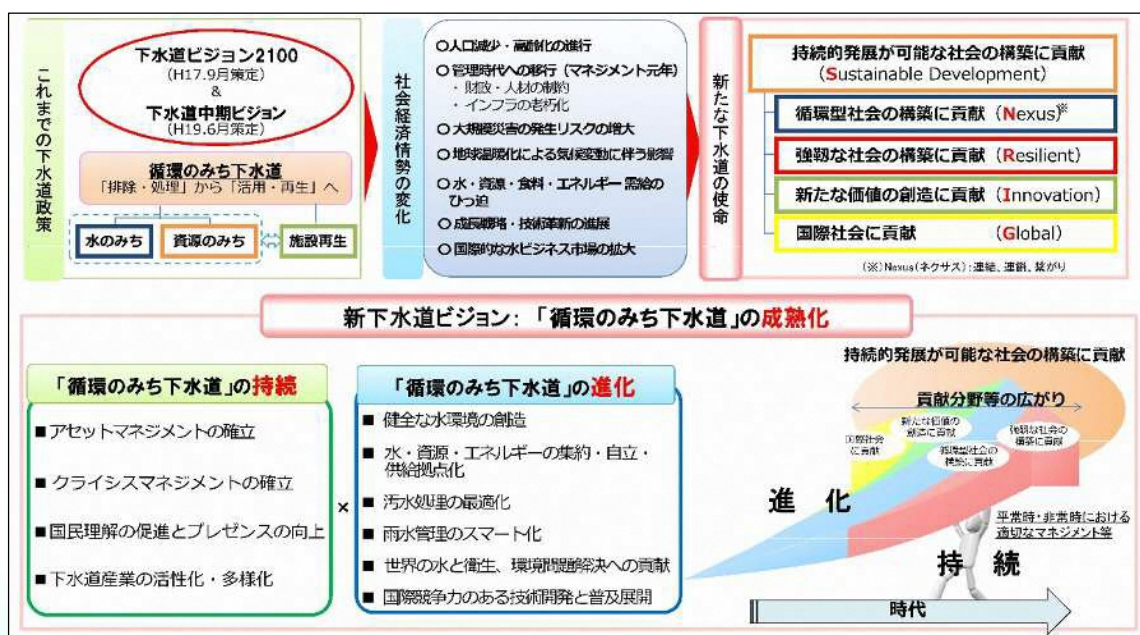 これまでの下水道政策
下水道ビジョン2100
(H17.9月策定)
&
下水道中期ビジョン
(H19.6月策定)
循環のみち下水道
「排除・処理」から「活用・再生」へ
水のみち
資源のみち
施設再生
社会経済情勢の変化
○人口減少・高齢化の進行
○管理時代への移行（マネジメント元年）
・財政・人材の制約
・インフラの老朽化
○大規模災害の発生リスクの増大
○地球温暖化による気候変動に伴う影響
○水・資源・食料・エネルギー需給の
ひっ迫
○成長戦略・技術革新の進展
○国際的な水ビジネス市場の拡大
新たな下水道の使命
持続的発展が可能な社会の構築に貢献
(Sustainable Development)
循環型社会の構築に貢献 (Nexus)※
強靱な社会の構築に貢献 (Resilient)
新たな価値の創造に貢献 (Innovation)
国際社会に貢献 (Global)
(※)Nexus(ネクサス)：連結、連鎖、繋がり
新下水道ビジョン：「循環のみち下水道」の成熟化
「循環のみち下水道」の持続
■アセットマネジメントの確立
■クライシスマネジメントの確立
■国民理解の促進とプレゼンスの向上
■下水道産業の活性化・多様化
×
「循環のみち下水道」の進化
■健全な水環境の創造
■水・資源・エネルギーの集約・自立・
供給拠点化
■汚水処理の最適化
■雨水管理のスマート化
■世界の水と衛生、環境問題解決への貢献
■国際競争力のある技術開発と普及展開
持続的発展が可能な社会の構築に貢献
貢献分野等の広がり
新たな価値の
創造に貢献
国際社会
に貢献
強靱な社会の
構築に貢献
循環型社会の
構築に貢献
進化
平常時・非常時における
適切なマネジメント等
持続
時代